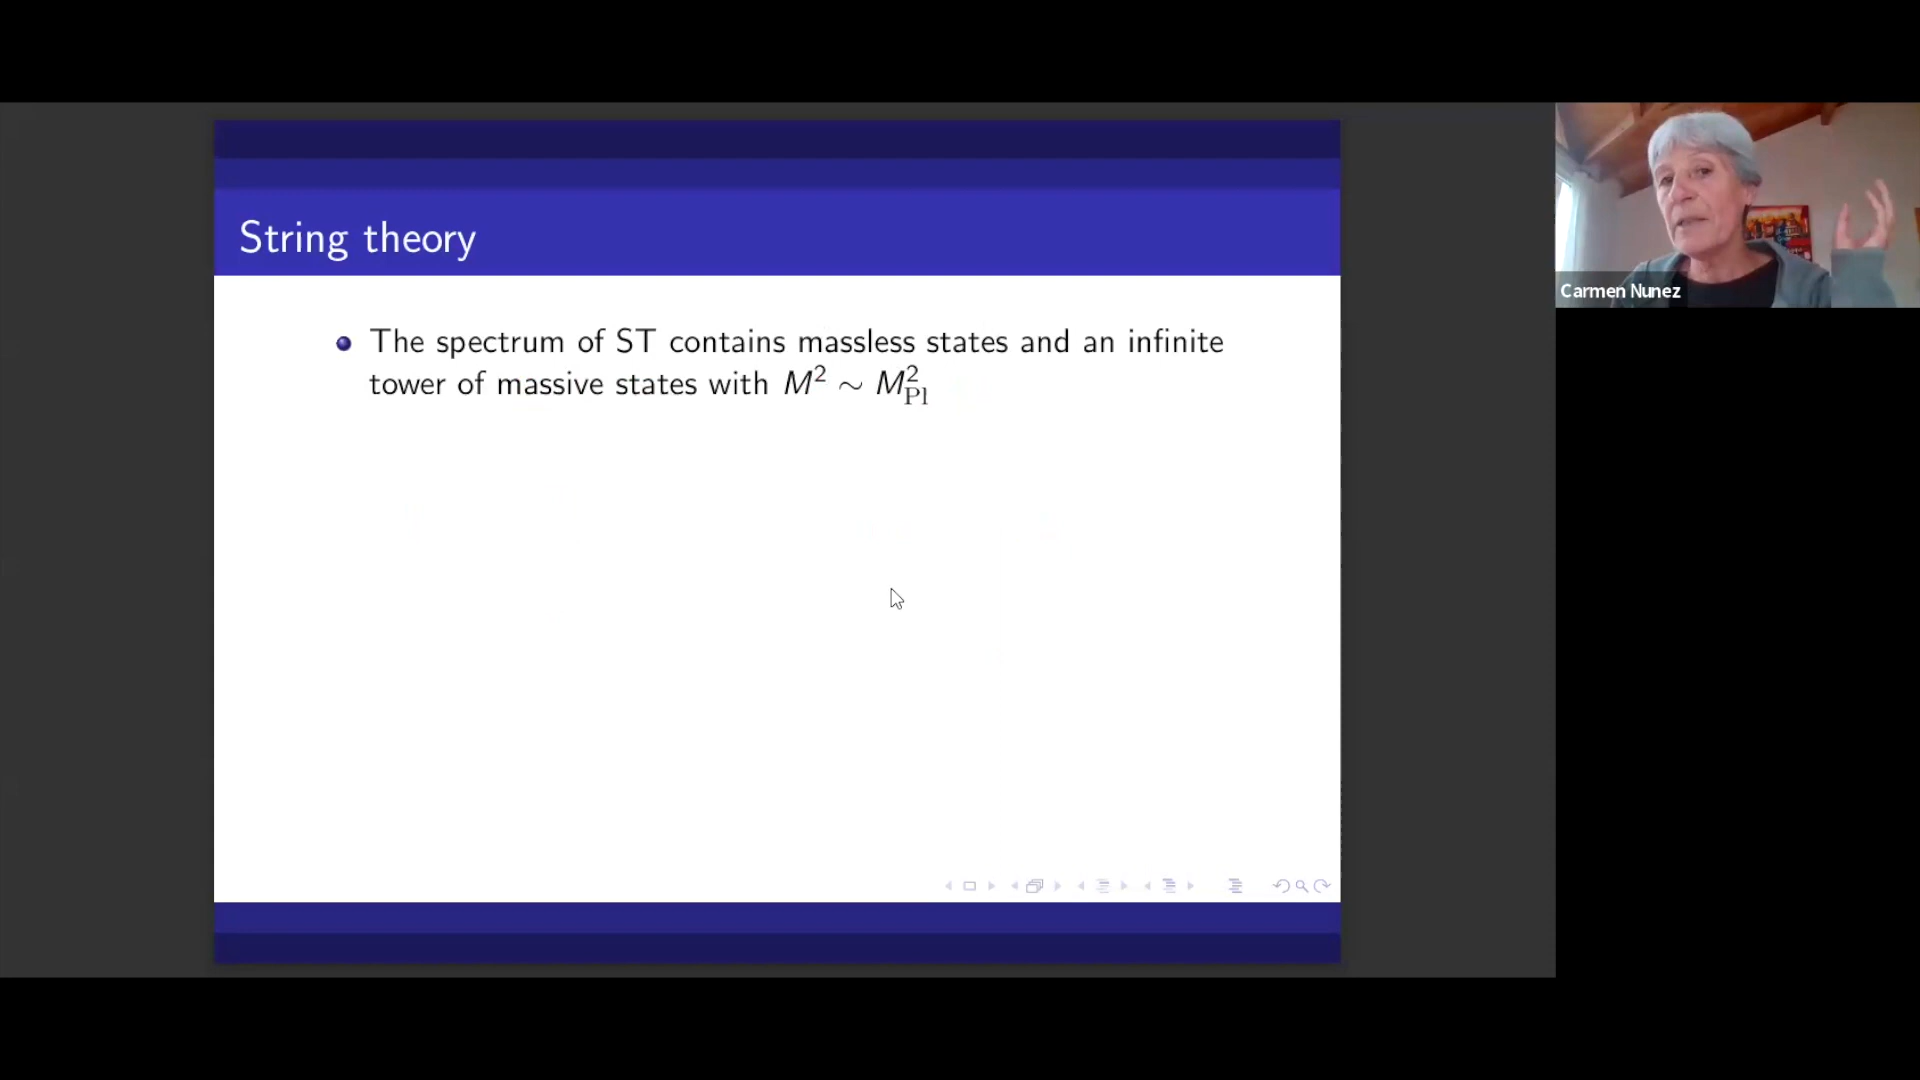 String theory
The spectrum of ST contains massless states and an infinite
tower of massive states with M² ∼ M²_Pl
Carmen Nunez